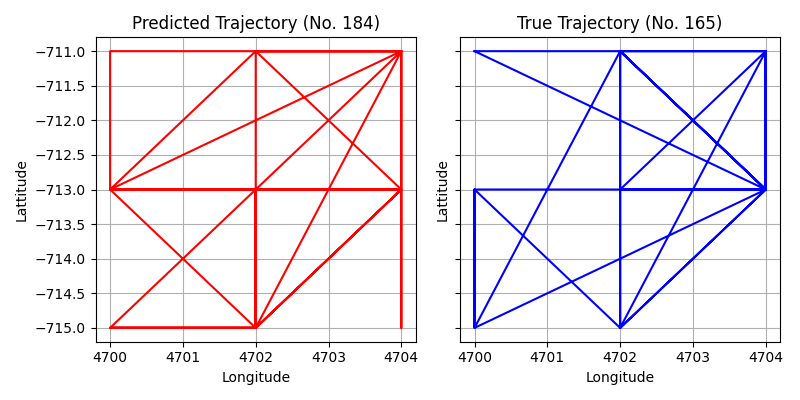 Predicted Trajectory (No. 184)
True Trajectory (No. 165)
Lattitude
−711.0
−711.5
−712.0
−712.5
−713.0
−713.5
−714.0
−714.5
−715.0
4700 4701 4702 4703 4704
Longitude
Lattitude
4700 4701 4702 4703 4704
Longitude